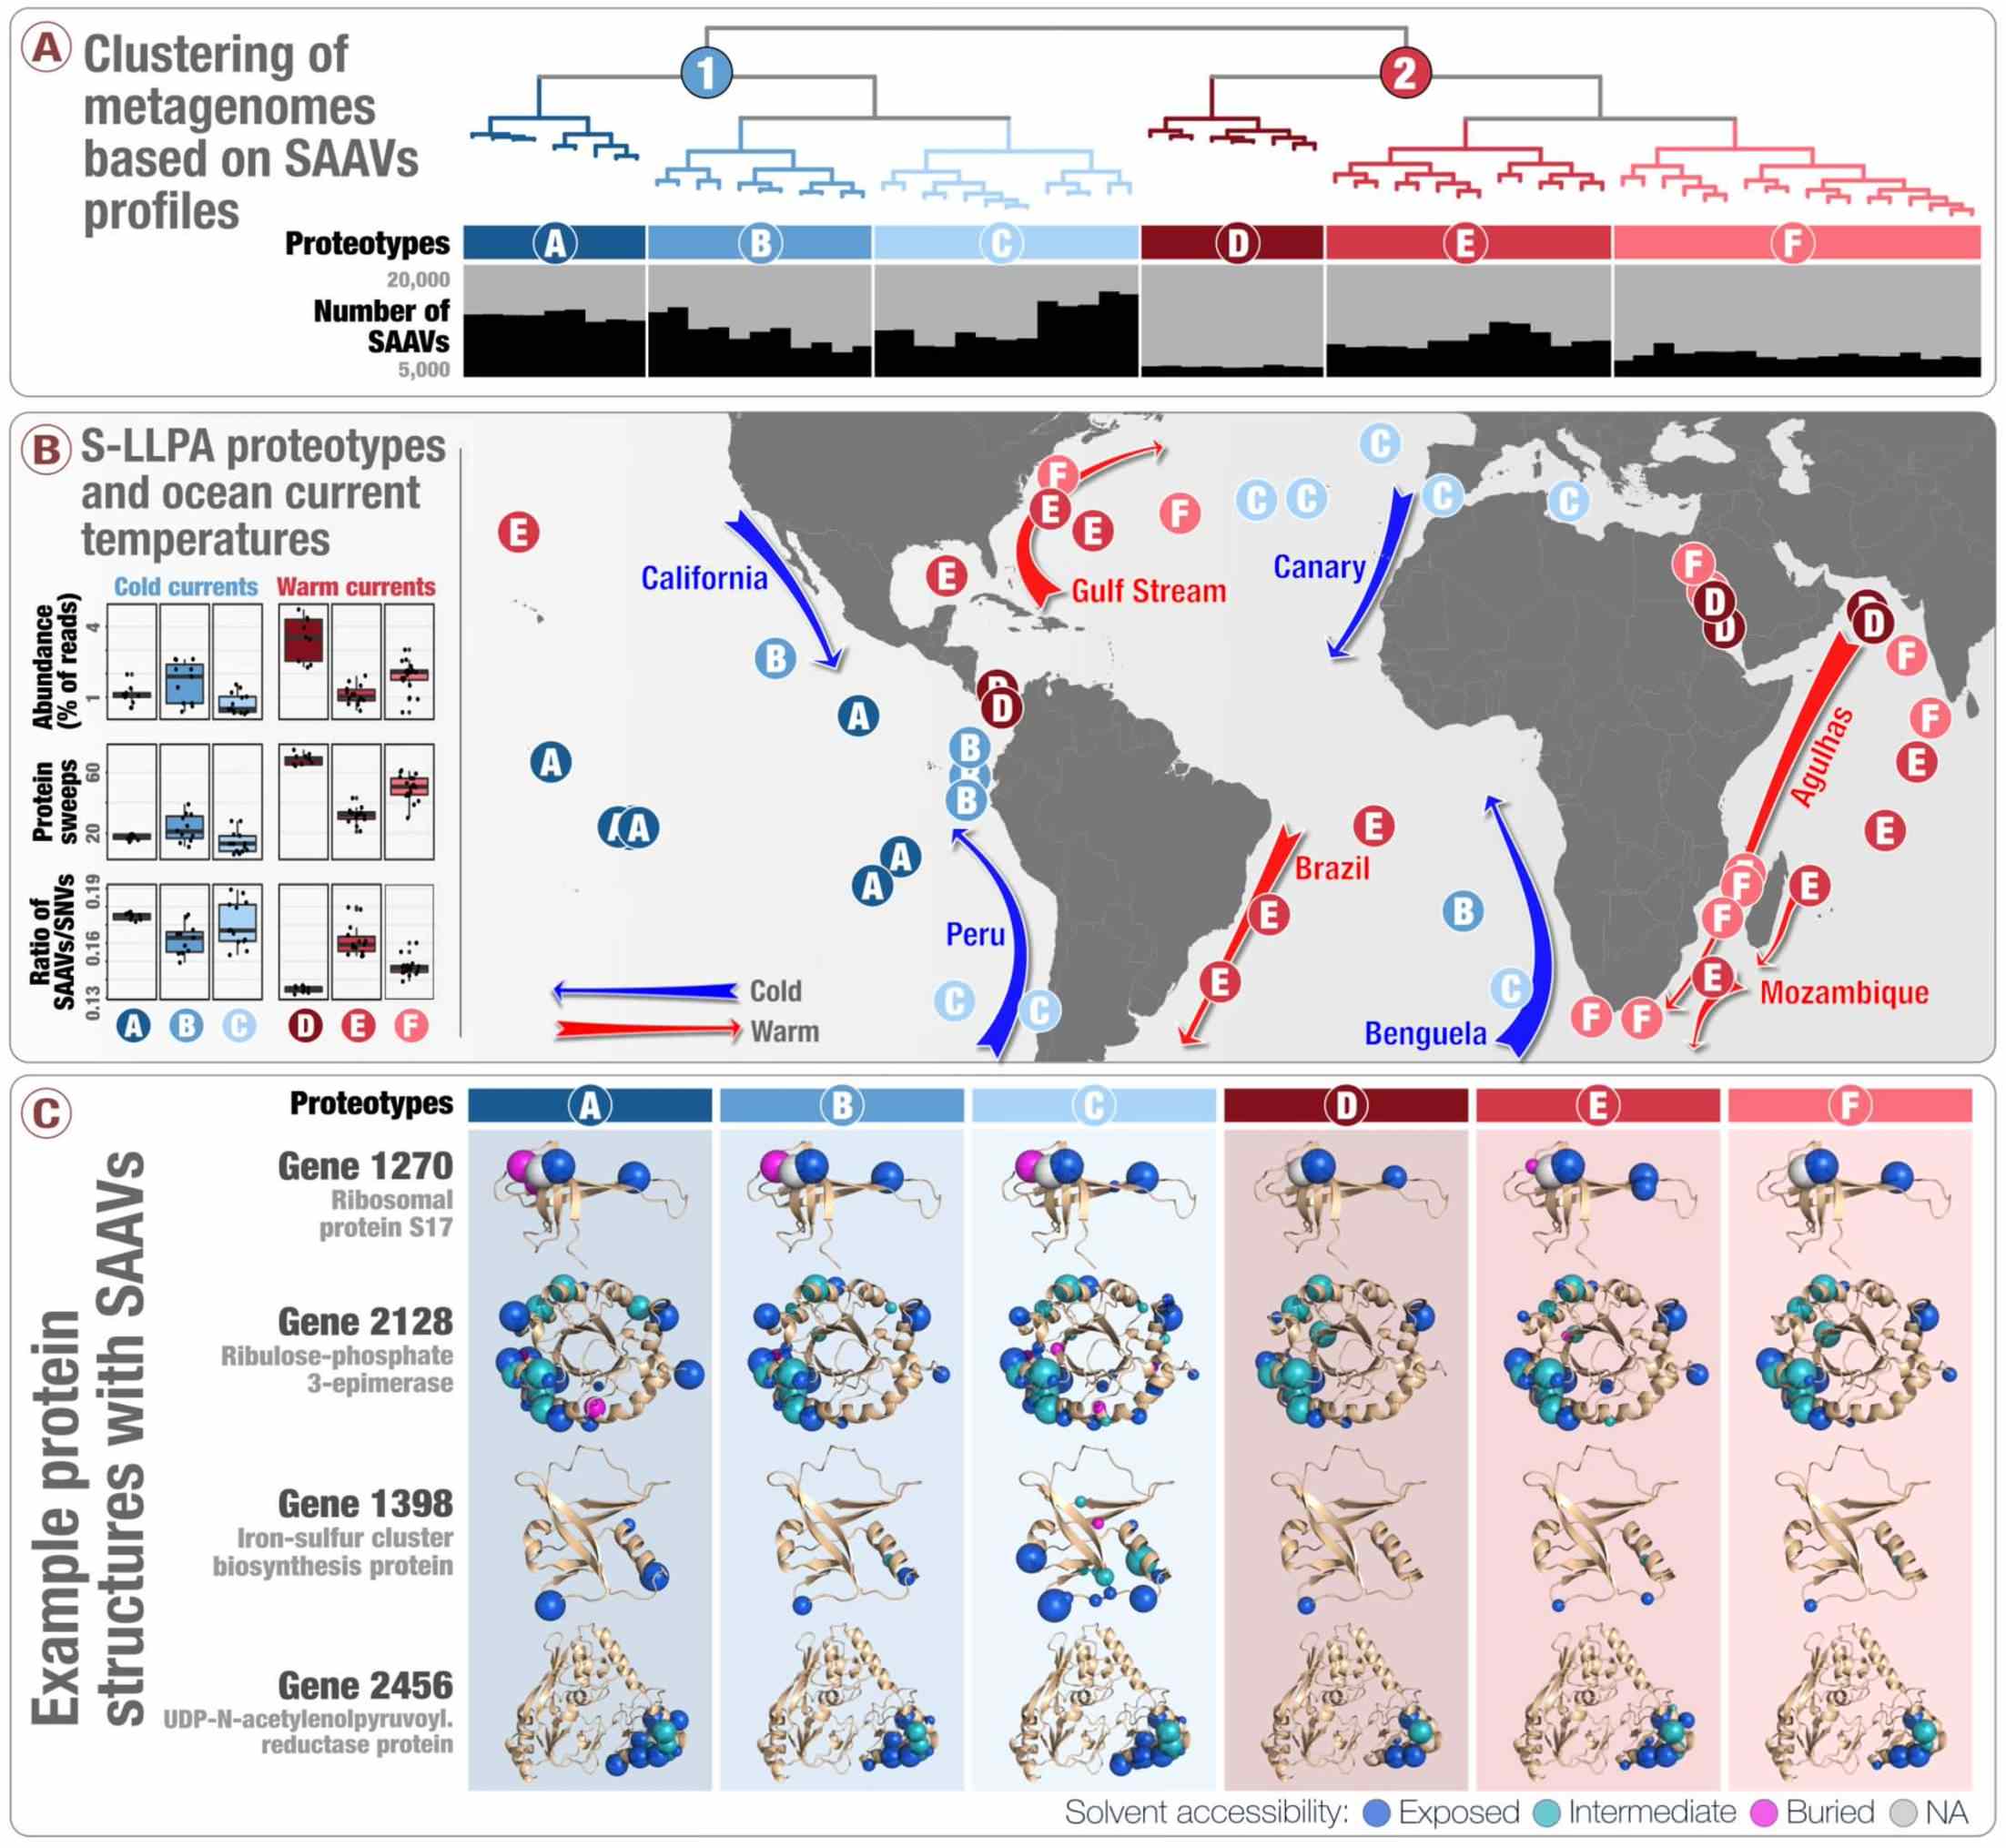 A Clustering of
metagenomes
based on SAAVs
profiles
1 2
Proteotypes A B C D E F
20,000
Number of
SAAVs
5,000
B S-LLPA proteotypes
and ocean current
temperatures
Cold currents Warm currents
Abundance
(% of reads)
4
1
Protein
sweeps
60
20
Ratio of
SAAVs/SNVs
0.19
0.16
0.13
A B C D E F
C
F
E C C C C
E E F
E
California
Gulf Stream
Canary
F
D
D
D
D
F
B
D
D
A
F
B
A
B
B
E
Agulhas
A A
E
E
A
Brazil
A
F
E
E
B
F
Peru
E
E
C
C
C
Mozambique
F F
Benguela
Cold
Warm
C Proteotypes A B C D E F
Example protein
structures with SAAVs
Gene 1270
Ribosomal
protein S17
Gene 2128
Ribulose-phosphate
3-epimerase
Gene 1398
Iron-sulfur cluster
biosynthesis protein
Gene 2456
UDP-N-acetylenolpyruvoyl.
reductase protein
Solvent accessibility: Exposed Intermediate Buried NA